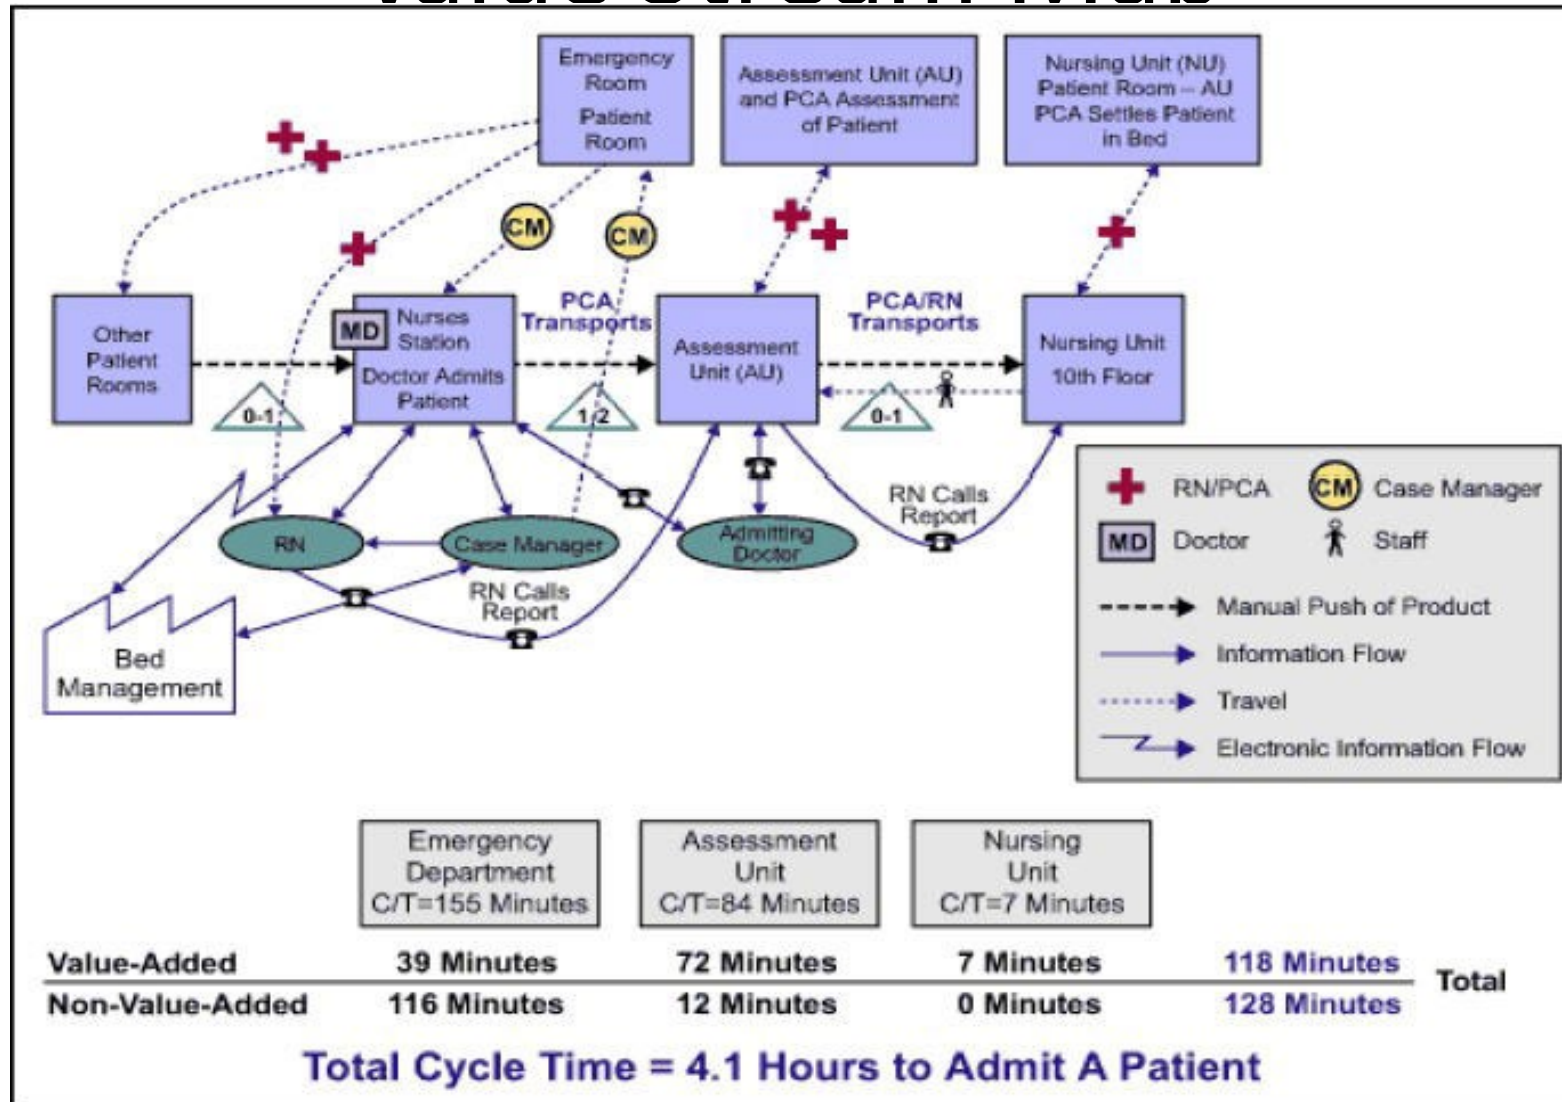 Emergency
Room
Patient
Room
Assessment Unit (AU)
and PCA Assessment
of Patient
Nursing Unit (NU)
Patient Room – AU
PCA Settles Patient
in Bed
CM
CM
Other
Patient
Rooms
MD
Nurses
Station
Doctor Admits
Patient
PCA
Transports
Assessment
Unit (AU)
PCA/RN
Transports
Nursing Unit
10th Floor
0-1
1-2
0-1
RN
Case Manager
Admitting
Doctor
RN Calls
Report
RN Calls
Report
Bed
Management
RN/PCA
CM Case Manager
MD Doctor
Staff
Manual Push of Product
Information Flow
Travel
Electronic Information Flow
Emergency
Department
C/T=155 Minutes
Assessment
Unit
C/T=84 Minutes
Nursing
Unit
C/T=7 Minutes
Value-Added 39 Minutes 72 Minutes 7 Minutes 118 Minutes
Total
Non-Value-Added 116 Minutes 12 Minutes 0 Minutes 128 Minutes
Total Cycle Time = 4.1 Hours to Admit A Patient